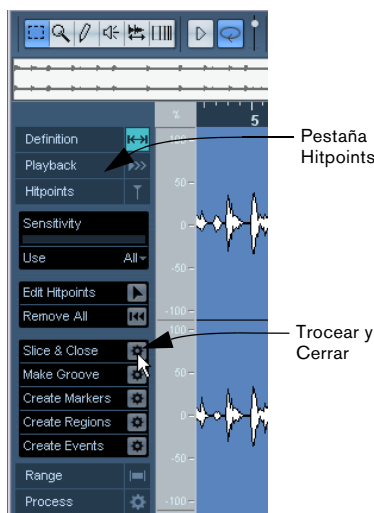 %
5
Definition
Playback
Hitpoints
Sensitivity
Use All
Edit Hitpoints
Remove All
Slice & Close
Make Groove
Create Markers
Create Regions
Create Events
Range
Process
-100
50
0
-50
-100
-100
50
0
-50
-100
Pestaña
Hitpoints
Trocear y
Cerrar